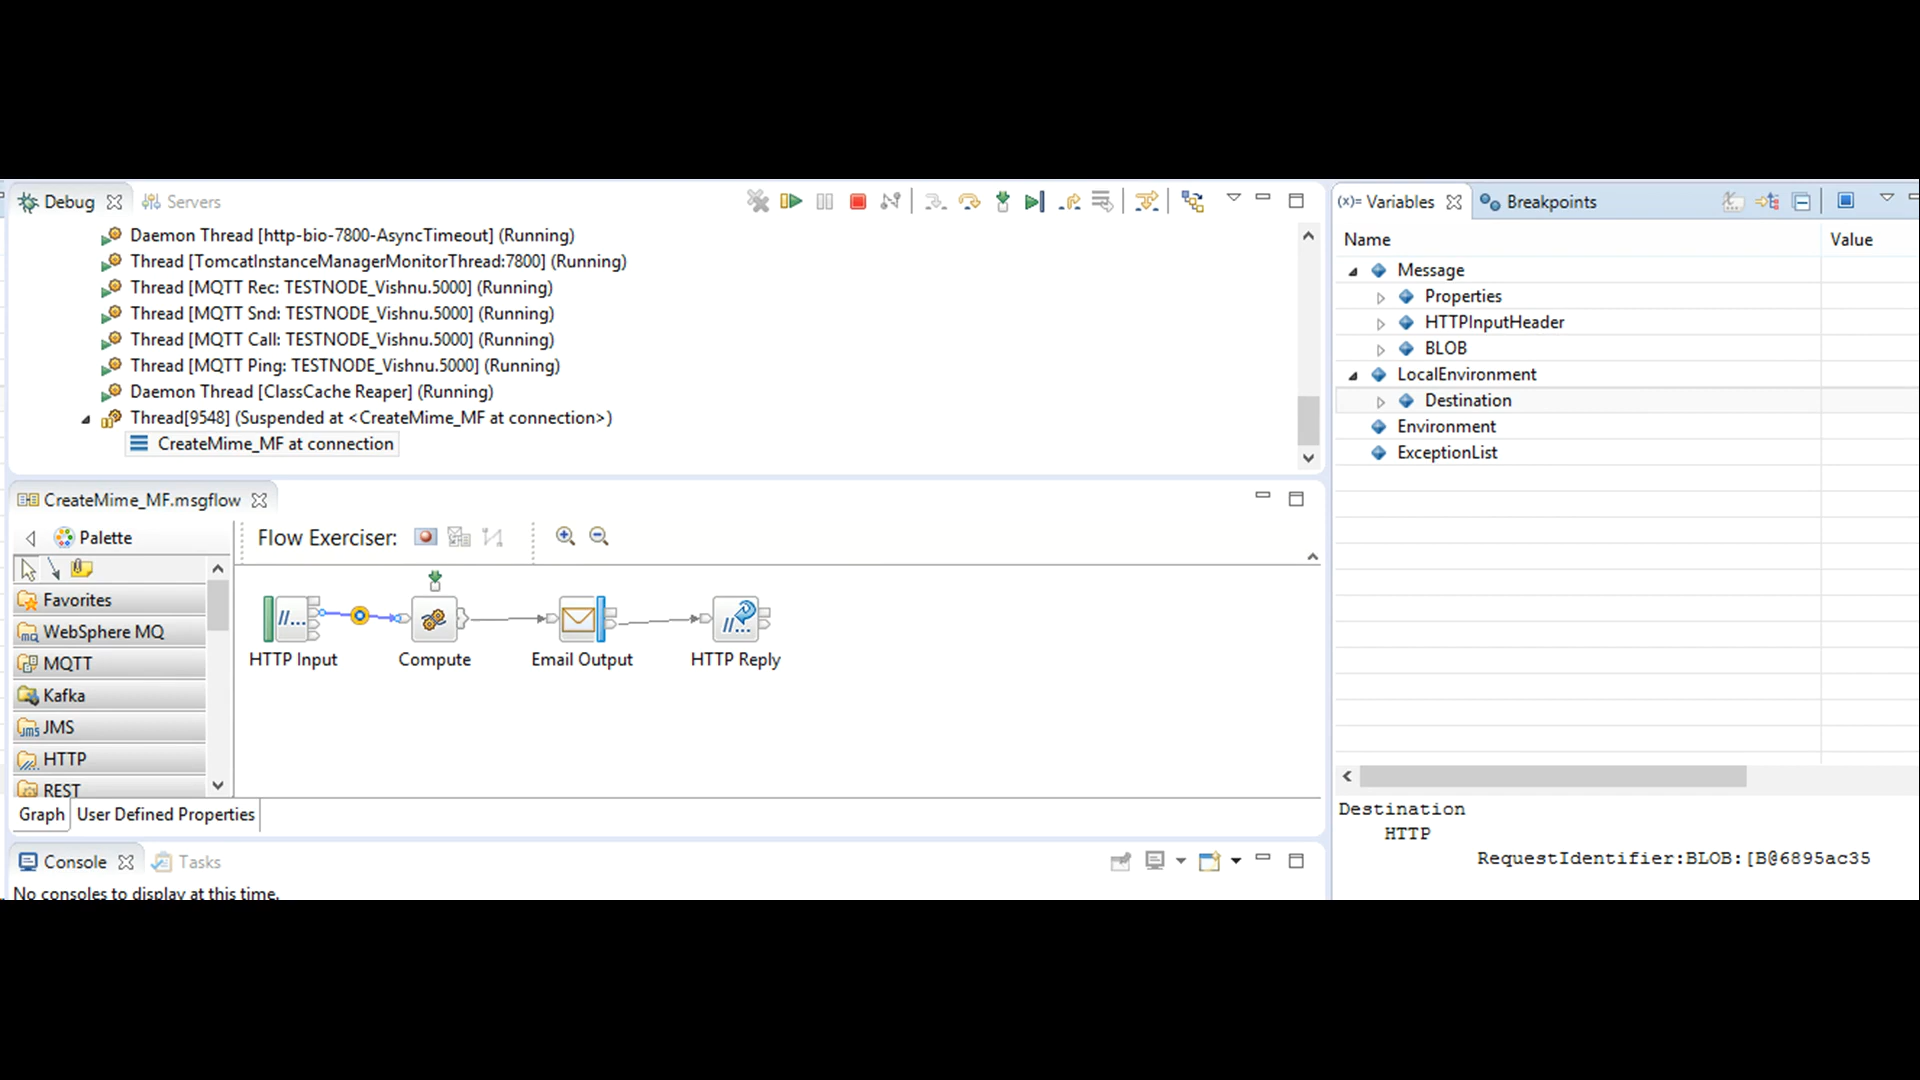 Debug
Servers
Daemon Thread [http-bio-7800-AsyncTimeout] (Running)
Thread [TomcatInstanceManagerMonitorThread:7800] (Running)
Thread [MQTT Rec: TESTNODE_Vishnu.5000] (Running)
Thread [MQTT Snd: TESTNODE_Vishnu.5000] (Running)
Thread [MQTT Call: TESTNODE_Vishnu.5000] (Running)
Thread [MQTT Ping: TESTNODE_Vishnu.5000] (Running)
Daemon Thread [ClassCache Reaper] (Running)
Thread[9548] (Suspended at <CreateMime_MF at connection>)
CreateMime_MF at connection
CreateMime_MF.msgflow
Palette
Favorites
WebSphere MQ
MQTT
Kafka
JMS
HTTP
REST
Flow Exerciser:
HTTP Input
Compute
Email Output
HTTP Reply
Graph
User Defined Properties
Console
Tasks
No consoles to display at this time.
(x)= Variables
Breakpoints
Name Value
Message
Properties
HTTPInputHeader
BLOB
LocalEnvironment
Destination
Environment
ExceptionList
Destination
HTTP
RequestIdentifier:BLOB:[B@6895ac35